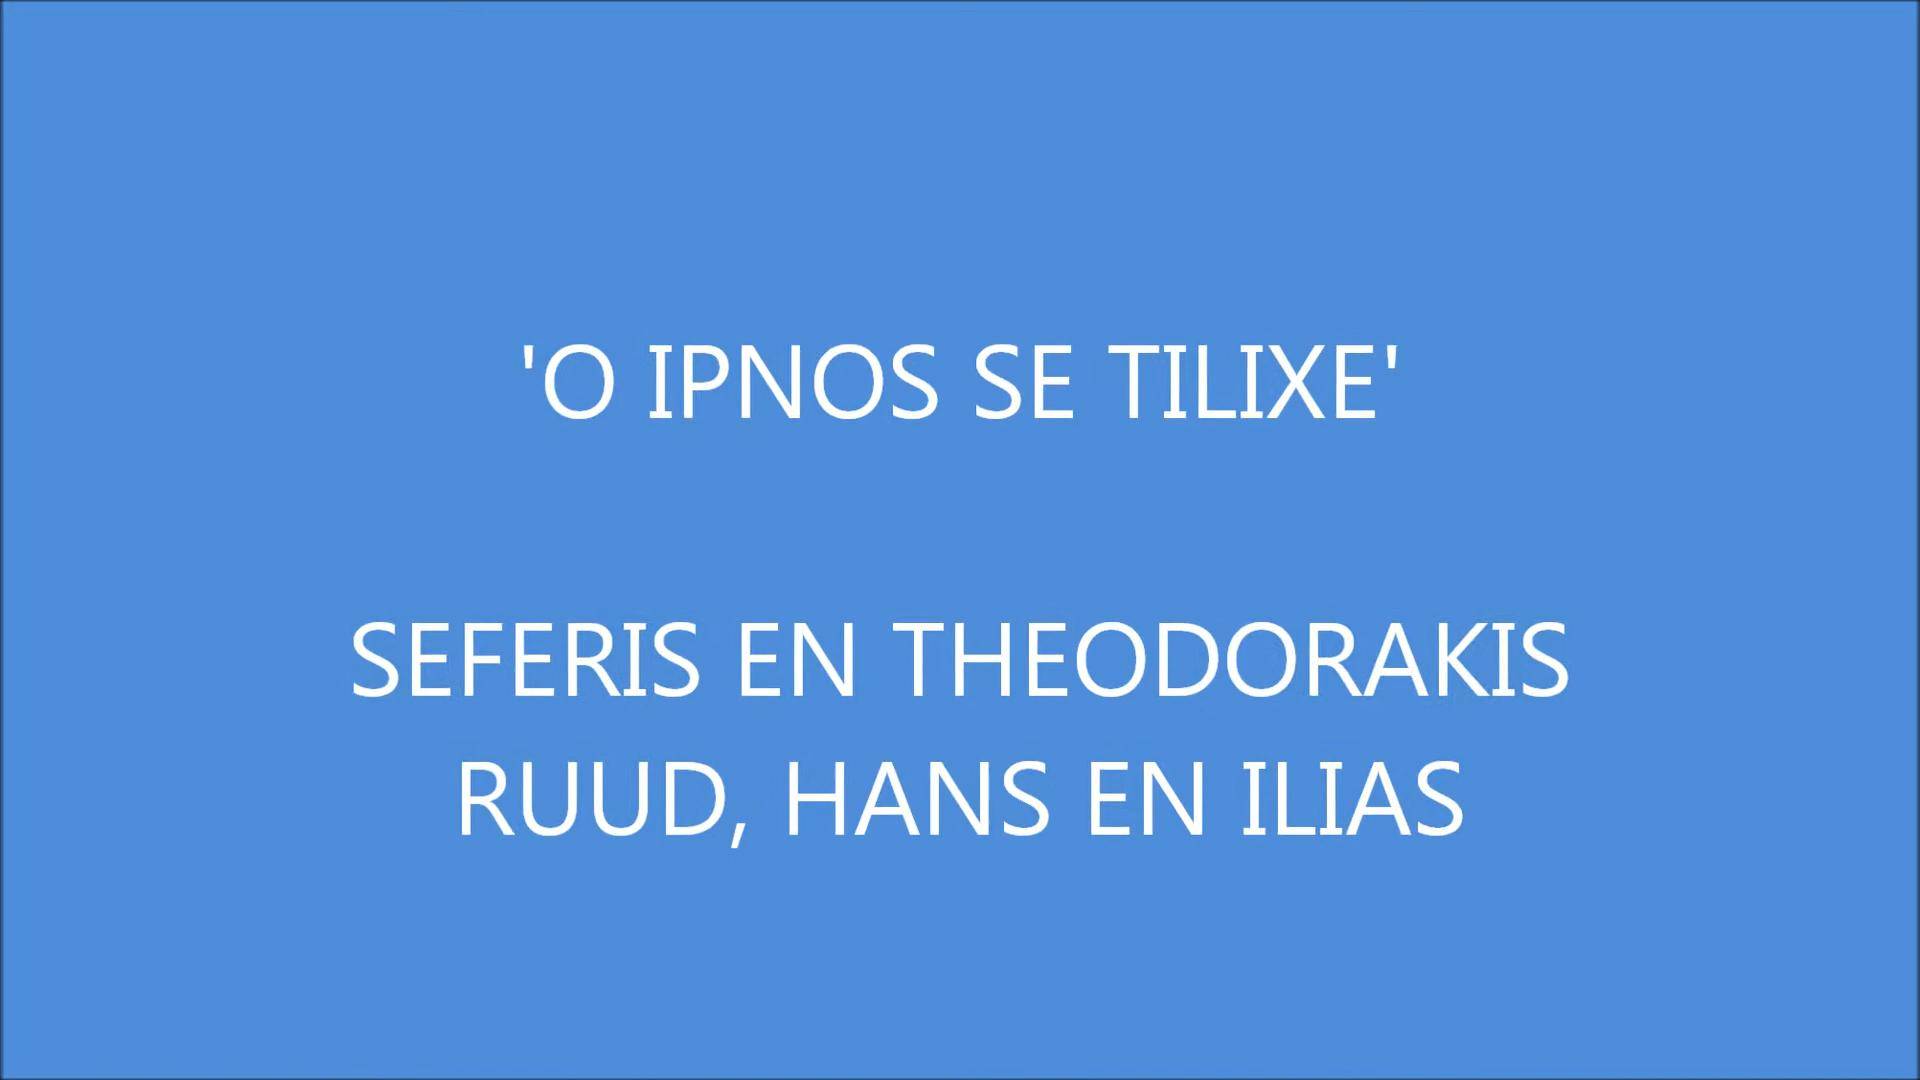 'O IPNOS SE TILIXE'
SEFERIS EN THEODORAKIS
RUUD, HANS EN ILIAS